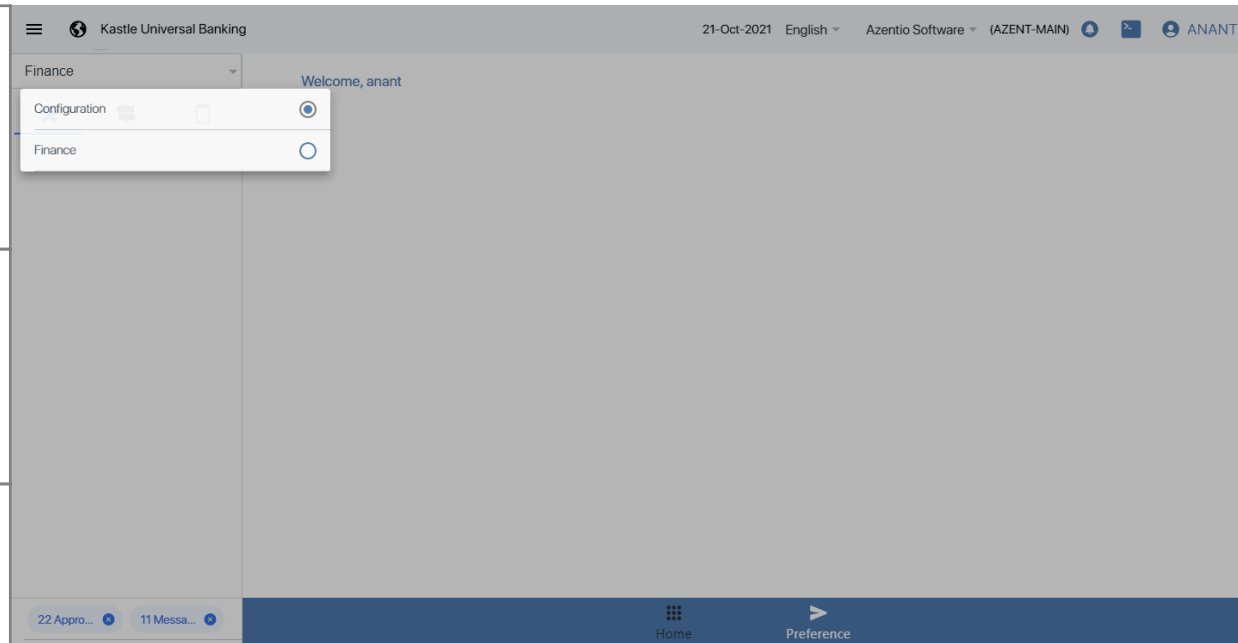 Kastle Universal Banking
21-Oct-2021 English Azentio Software (AZENT-MAIN) ANANT
Finance
Welcome, anant
Configuration
Finance
22 Appro... 11 Messa...
Home Preference